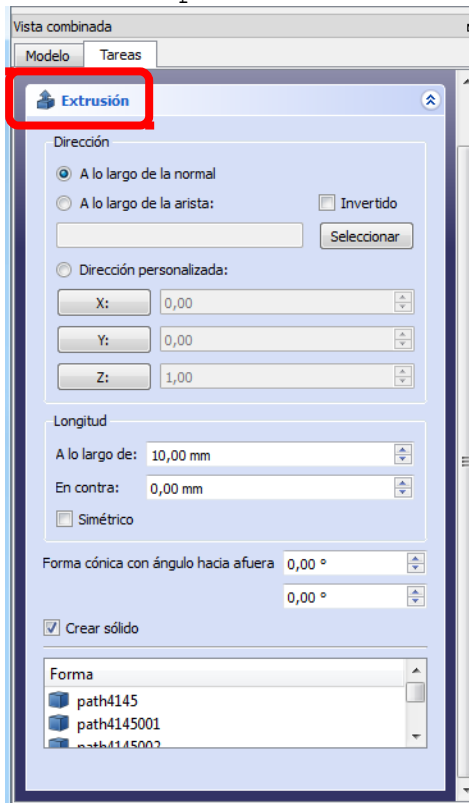 Vista combinada
Modelo Tareas
Extrusión
Dirección
A lo largo de la normal
A lo largo de la arista: Invertido
Seleccionar
Dirección personalizada:
X: 0,00
Y: 0,00
Z: 1,00
Longitud
A lo largo de: 10,00 mm
En contra: 0,00 mm
Simétrico
Forma cónica con ángulo hacia afuera 0,00 °
0,00 °
Crear sólido
Forma
path4145
path4145001
path4145002